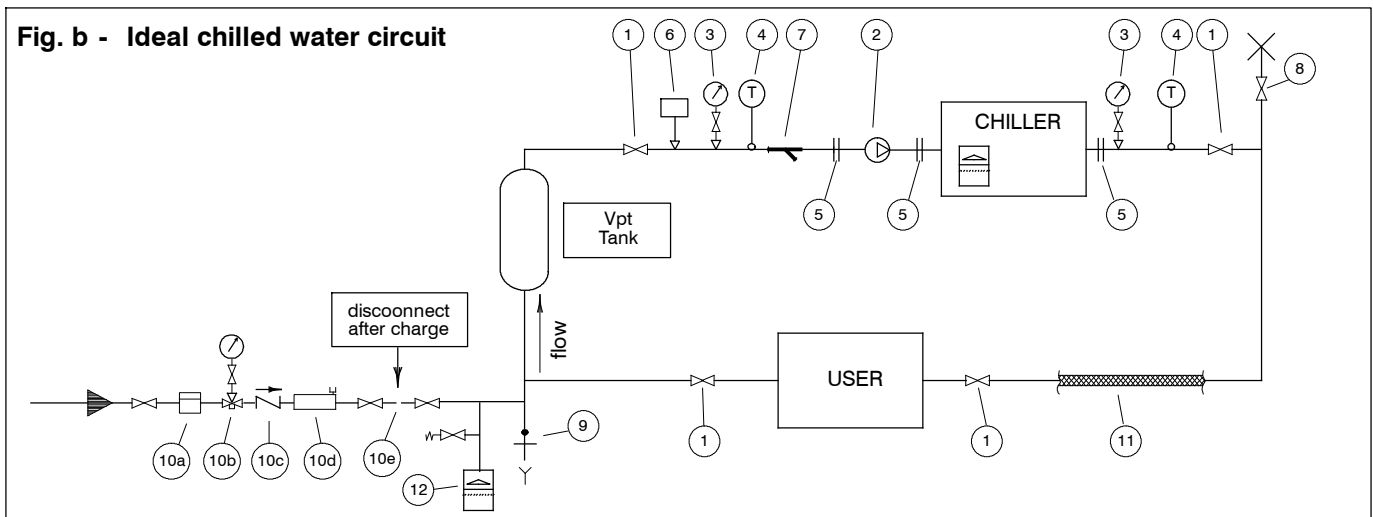 Fig. b - Ideal chilled water circuit
1
6
3
4
7
2
3
4
1
8
T
T
CHILLER
5
5
5
Vpt
Tank
discoonnect
after charge
flow
USER
1
1
11
9
10a
10b
10c
10d
10e
12